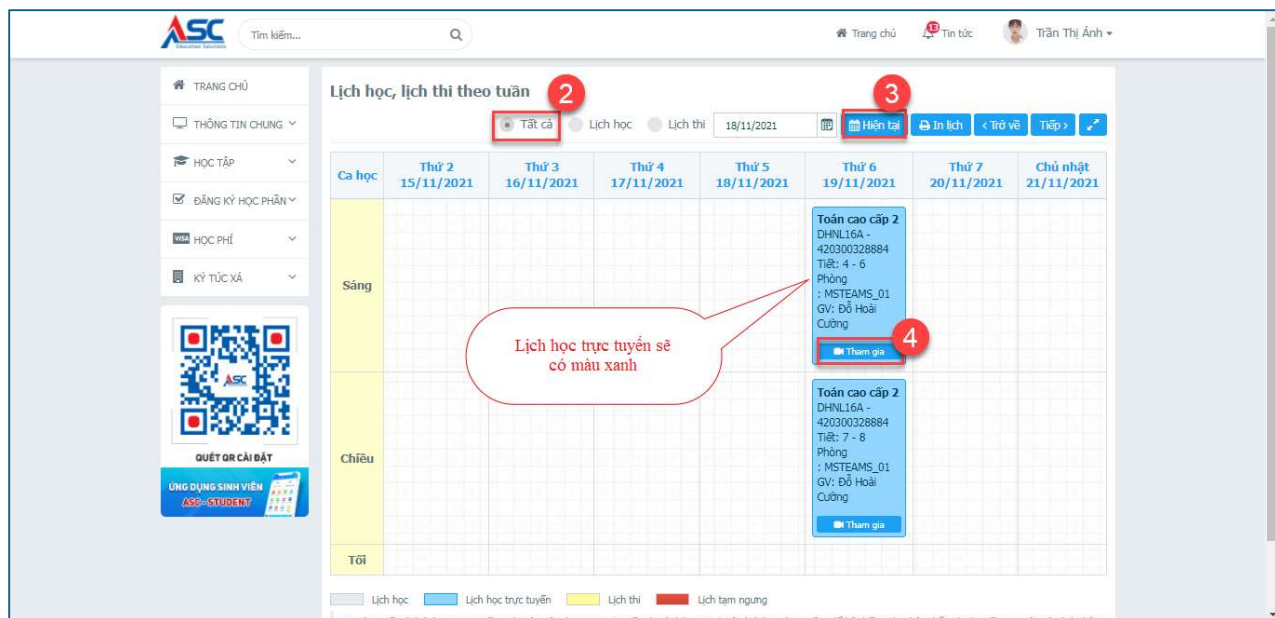 ASC
Education Solutions
Tìm kiếm...
Trang chủ
13
Tin tức
Trần Thị Ánh
TRANG CHỦ
THÔNG TIN CHUNG
HỌC TẬP
ĐĂNG KÝ HỌC PHẦN
VISA HỌC PHÍ
KÝ TÚC XÁ
ASC
QUÉT QR CÀI ĐẶT
ỨNG DỤNG SINH VIÊN
ASC-STUDENT
Lịch học, lịch thi theo tuần
2
3
Tất cả Lịch học Lịch thi 18/11/2021 Hiện tại In lịch < Trở về Tiếp >
Ca học Thứ 2 Thứ 3 Thứ 4 Thứ 5 Thứ 6 Thứ 7 Chủ nhật
15/11/2021 16/11/2021 17/11/2021 18/11/2021 19/11/2021 20/11/2021 21/11/2021
Sáng
Toán cao cấp 2
DHNL16A -
420300328884
Tiết: 4 - 6
Phòng
: MSTEAMS_01
GV: Đỗ Hoài
Cường
4
Tham gia
Lịch học trực tuyến sẽ
có màu xanh
Chiều
Toán cao cấp 2
DHNL16A -
420300328884
Tiết: 7 - 8
Phòng
: MSTEAMS_01
GV: Đỗ Hoài
Cường
Tham gia
Tối
Lịch học Lịch học trực tuyến Lịch thi Lịch tạm ngưng